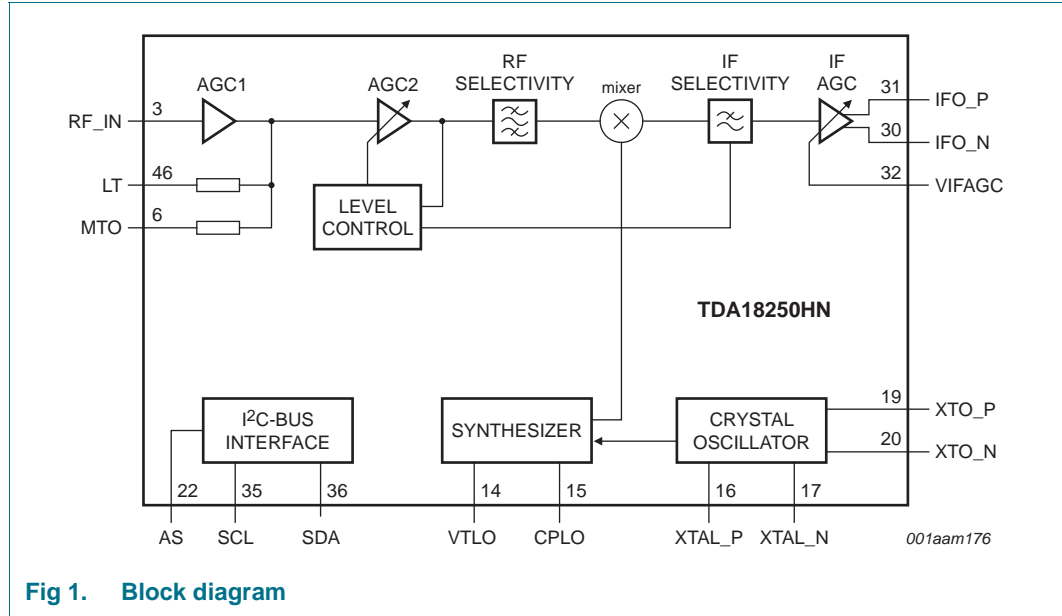 RF
SELECTIVITY
IF
SELECTIVITY
IF
AGC
AGC1
AGC2
mixer
RF_IN
3
LT
46
MTO
6
LEVEL
CONTROL
31
IFO_P
30
IFO_N
32
VIFAGC
TDA18250HN
I2C-BUS
INTERFACE
SYNTHESIZER
CRYSTAL
OSCILLATOR
19
XTO_P
20
XTO_N
22
35
36
14
15
16
17
AS
SCL
SDA
VTLO
CPLO
XTAL_P
XTAL_N
001aam176
Fig 1. Block diagram